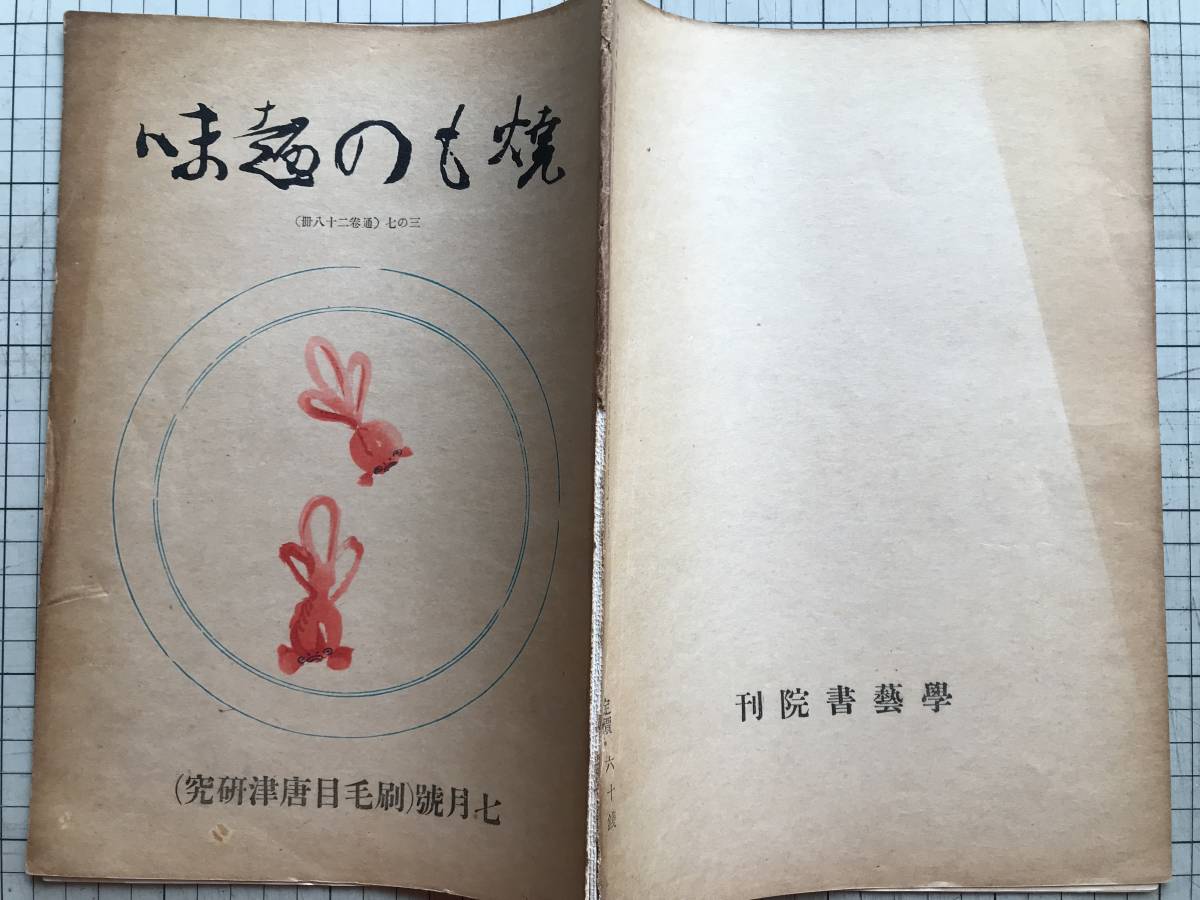 燒もの趣味
三の七(通卷二十八冊)
七月號(刷毛目唐津研究)
定價・六十錢
學藝書院刊